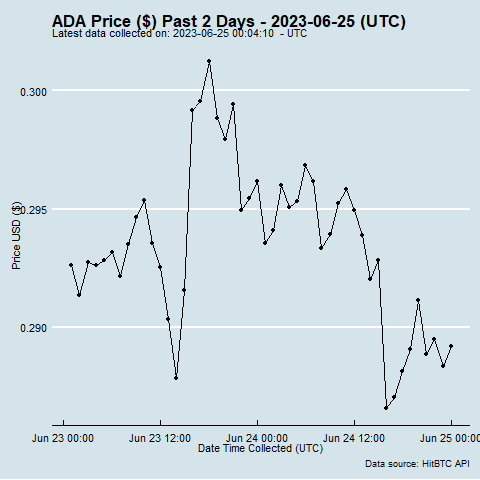 ADA Price ($) Past 2 Days - 2023-06-25 (UTC)
Latest data collected on: 2023-06-25 00:04:10  - UTC
0.300
0.295
0.290
Price USD ($)
Jun 23 00:00 Jun 23 12:00 Jun 24 00:00 Jun 24 12:00 Jun 25 00:00
Date Time Collected (UTC)
Data source: HitBTC API